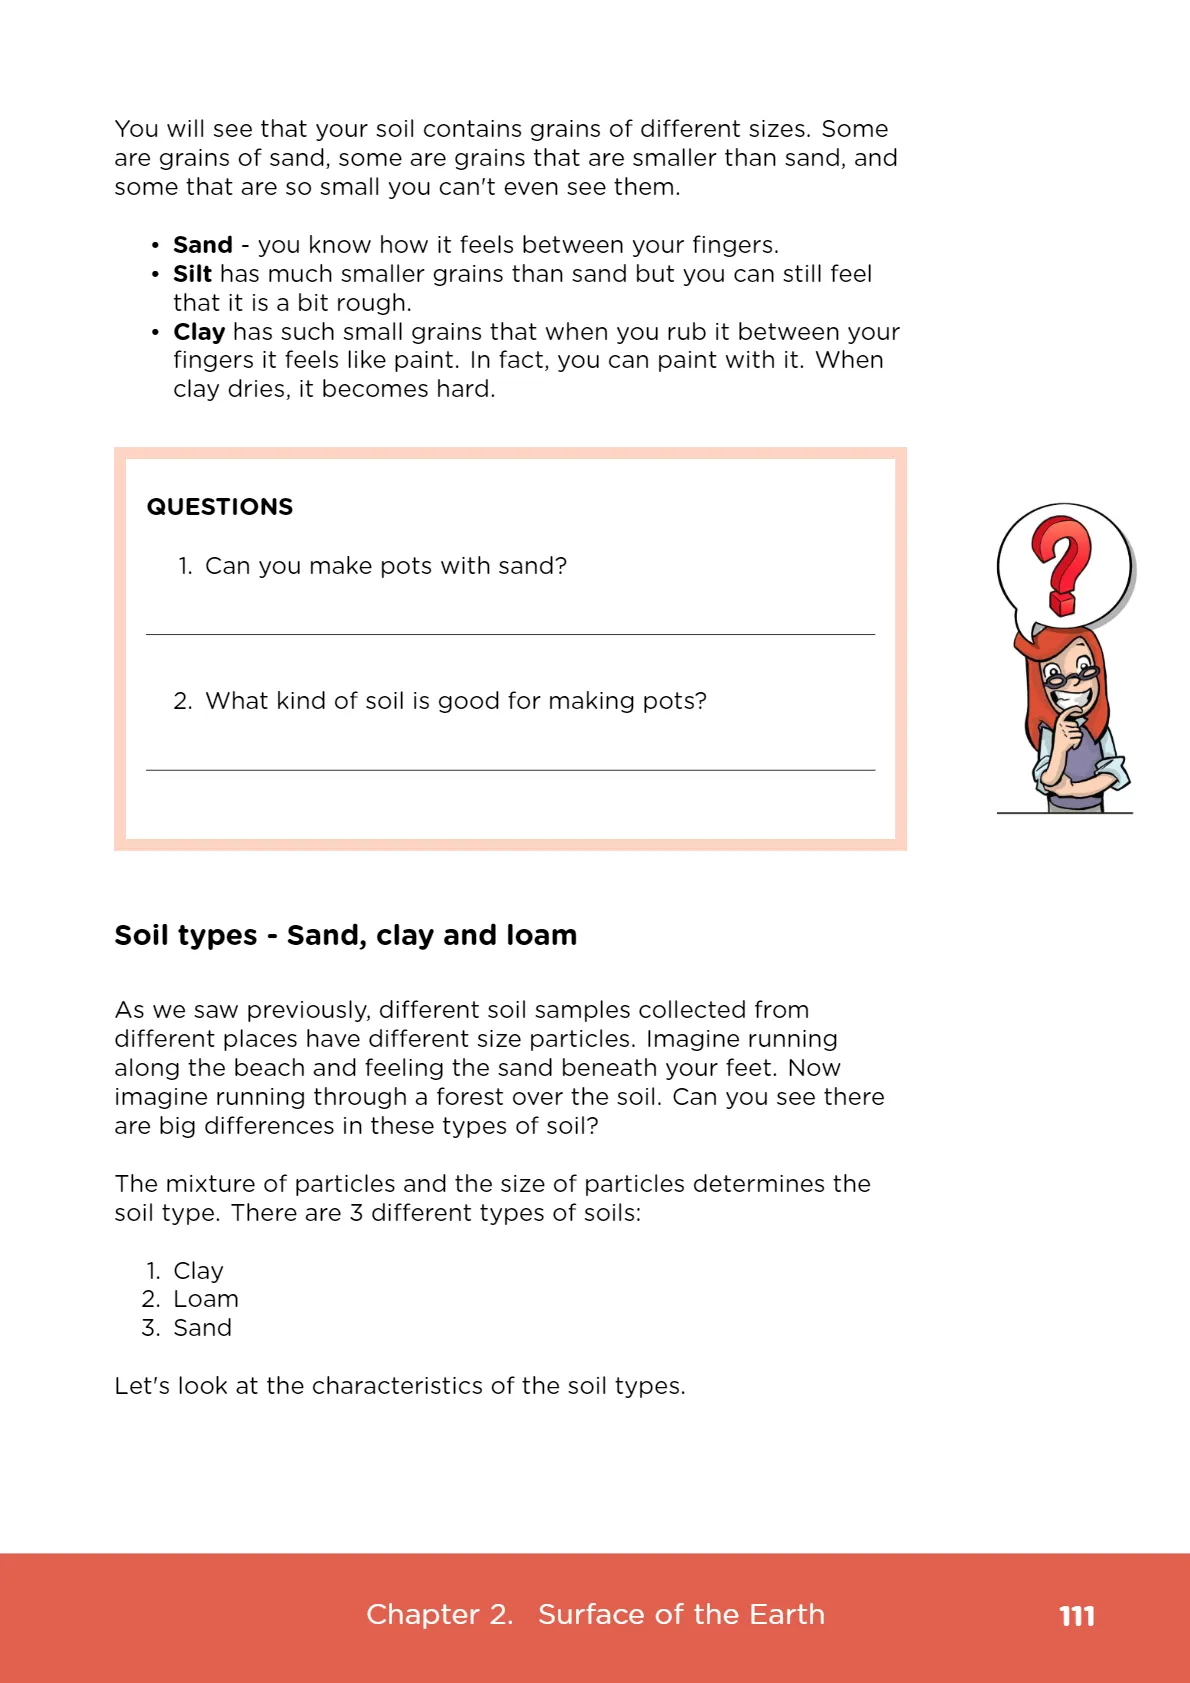 You will see that your soil contains grains of different sizes. Some
are grains of sand, some are grains that are smaller than sand, and
some that are so small you can't even see them.
• Sand - you know how it feels between your fingers.
• Silt has much smaller grains than sand but you can still feel
that it is a bit rough.
• Clay has such small grains that when you rub it between your
fingers it feels like paint. In fact, you can paint with it. When
clay dries, it becomes hard.
QUESTIONS
1. Can you make pots with sand?
2. What kind of soil is good for making pots?
?
Soil types - Sand, clay and loam
As we saw previously, different soil samples collected from
different places have different size particles. Imagine running
along the beach and feeling the sand beneath your feet. Now
imagine running through a forest over the soil. Can you see there
are big differences in these types of soil?
The mixture of particles and the size of particles determines the
soil type. There are 3 different types of soils:
1. Clay
2. Loam
3. Sand
Let's look at the characteristics of the soil types.
Chapter 2. Surface of the Earth 111